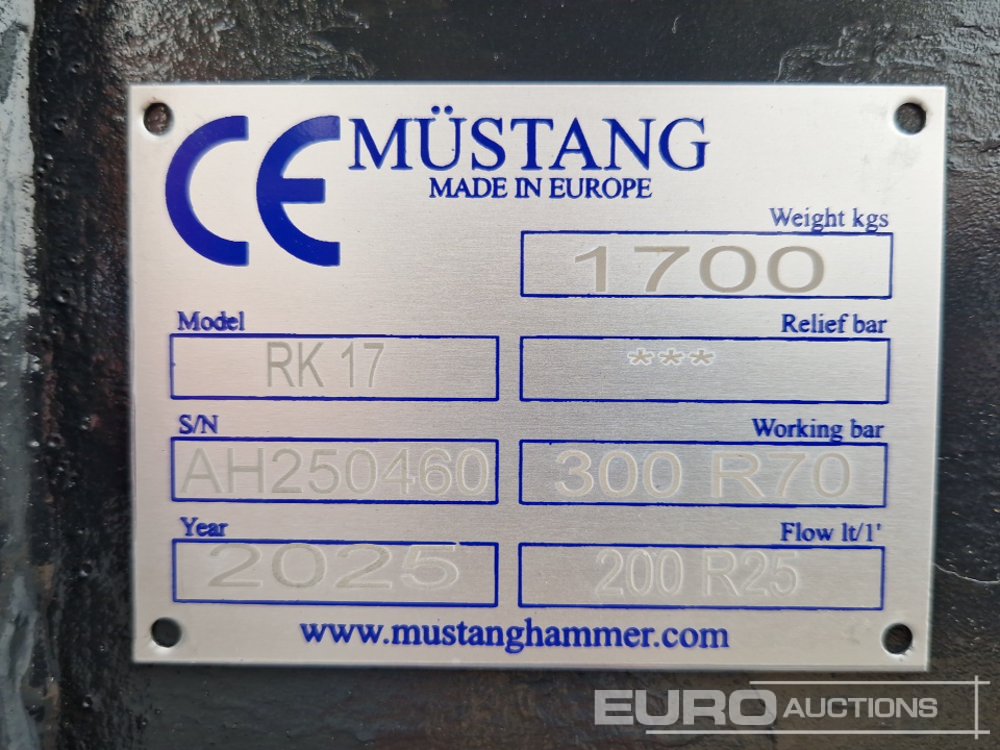 CE MÜSTANG
MADE IN EUROPE
Weight kgs
1700
Model
RK 17
Relief bar
***
S/N
AH250460
Working bar
300 R70
Year
2025
Flow lt/1'
200 R25
www.mustanghammer.com
EURO AUCTIONS